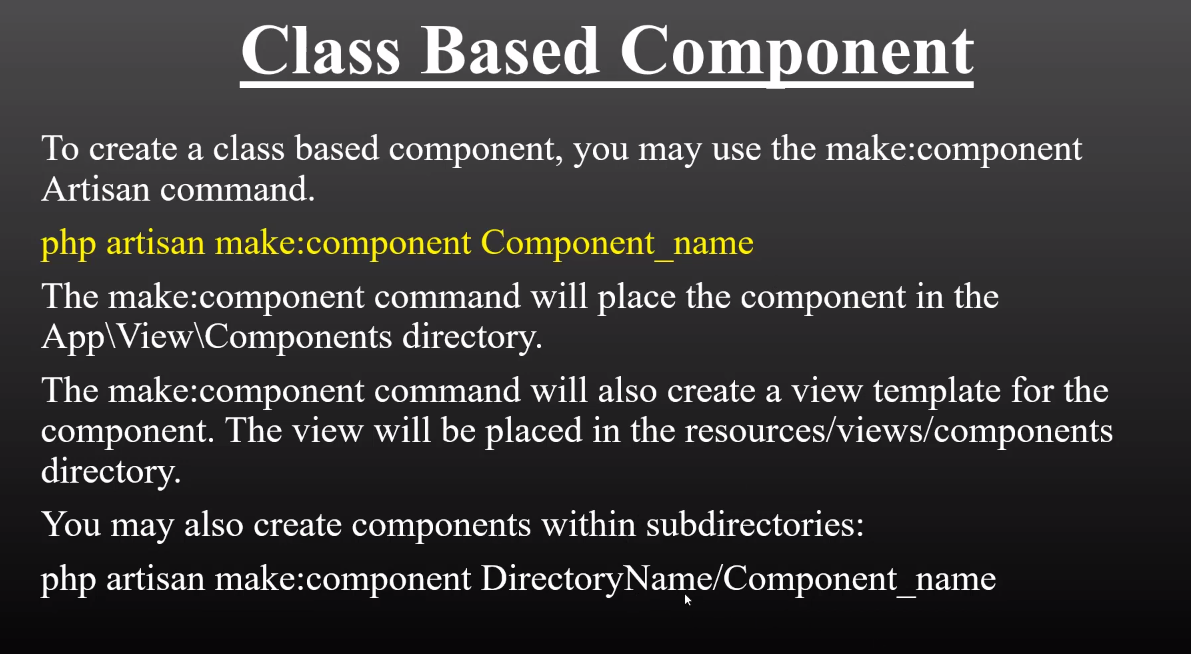 Class Based Component
To create a class based component, you may use the make:component
Artisan command.
php artisan make:component Component_name
The make:component command will place the component in the
App\View\Components directory.
The make:component command will also create a view template for the
component. The view will be placed in the resources/views/components
directory.
You may also create components within subdirectories:
php artisan make:component DirectoryName/Component_name